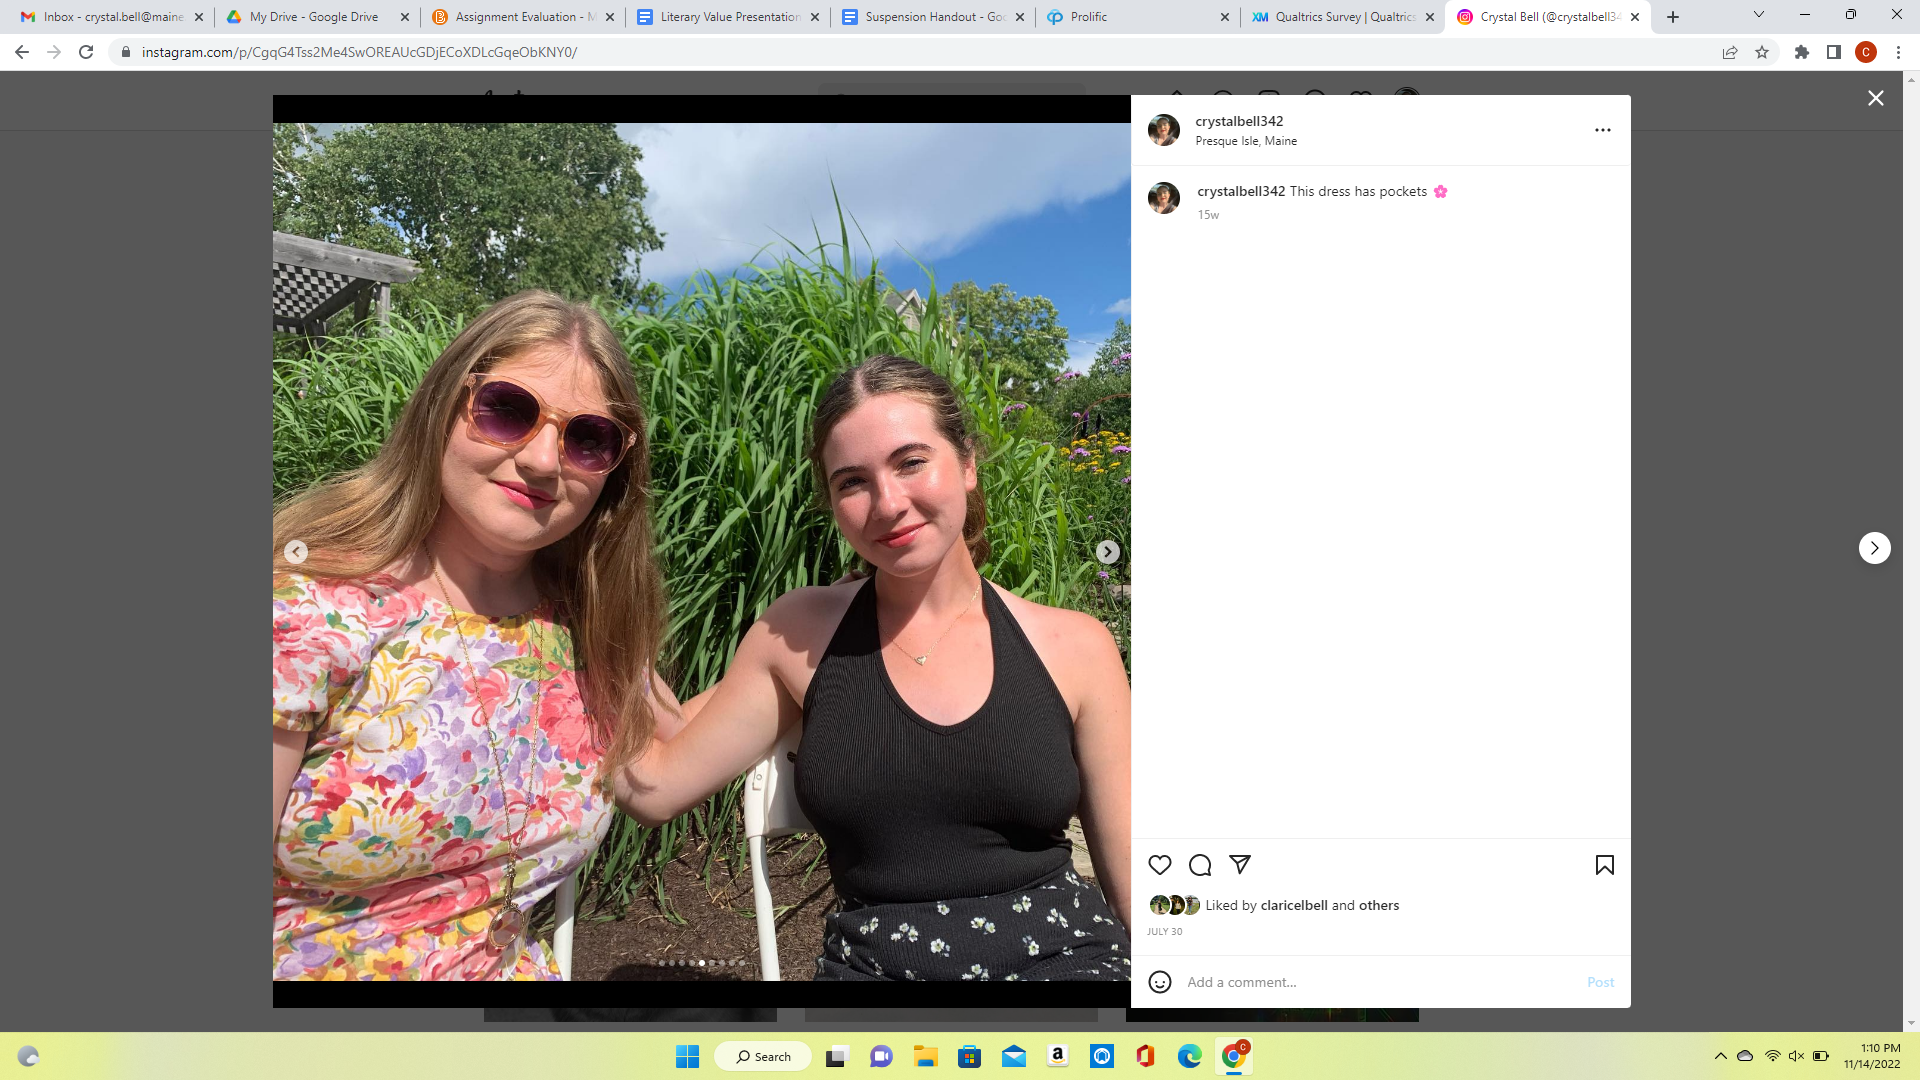 Inbox - crystal.bell@maine.
My Drive - Google Drive
Assignment Evaluation - M
Literary Value Presentation
Suspension Handout - Goo
Prolific
Qualtrics Survey | Qualtrics
Crystal Bell (@crystalbell34
instagram.com/p/CgqG4Tss2Me4SwOREAUcGDjECoXDLcGqeObKNY0/
C
crystalbell342
Presque Isle, Maine
crystalbell342 This dress has pockets 🌸
15w
Liked by claricelbell and others
JULY 30
Add a comment...
Post
Search
C
1:10 PM
11/14/2022